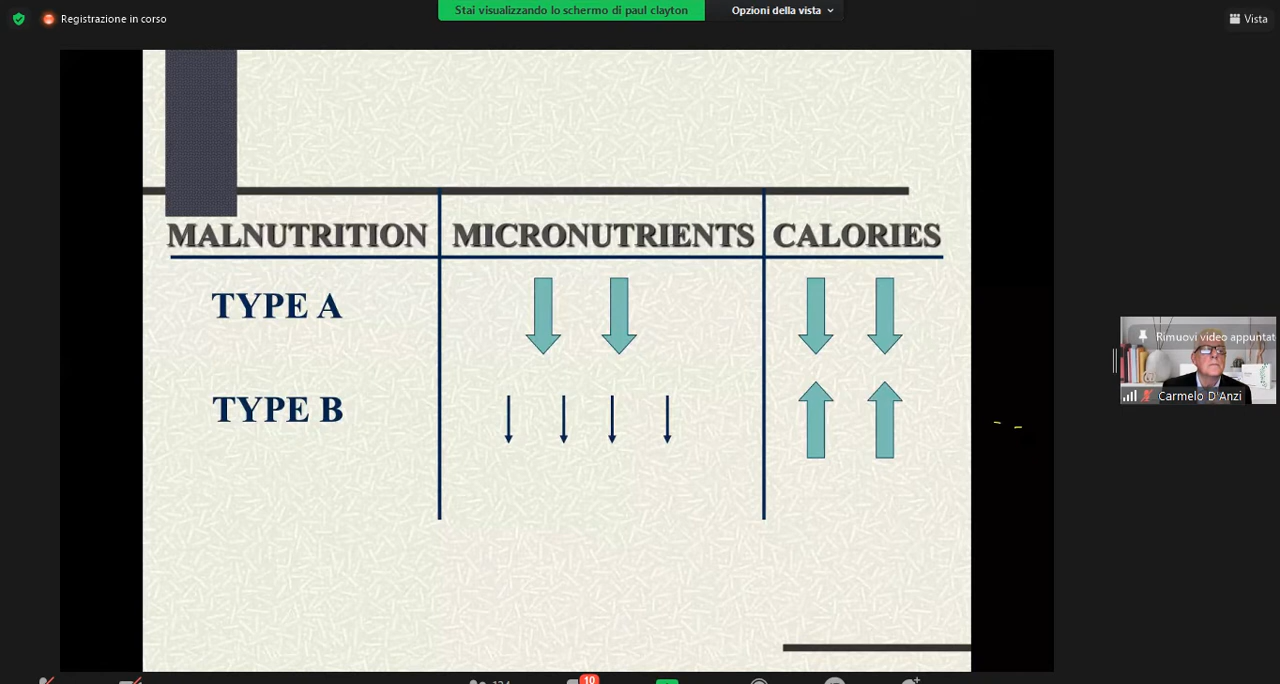 Registrazione in corso
Stai visualizzando lo schermo di paul clayton
Opzioni della vista
Vista
MALNUTRITION MICRONUTRIENTS CALORIES
TYPE A
TYPE B
Rimuovi video appuntat
Carmelo D'Anzi
10